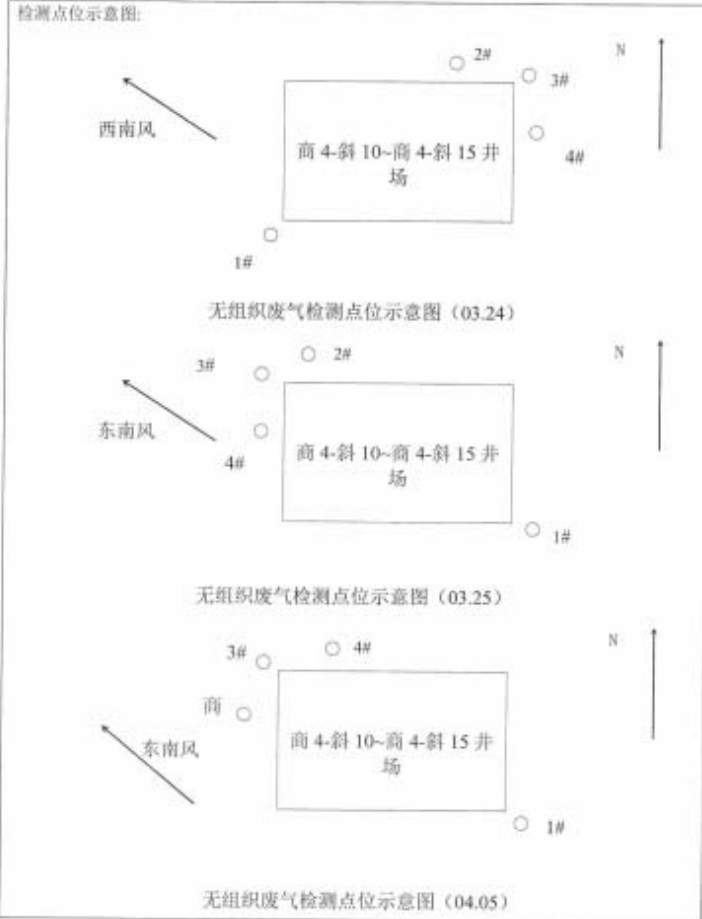 检测点位示意图:
2#
N
3#
西南风
商 4-斜 10~商 4-斜 15 井
场
4#
1#
无组织废气检测点位示意图（03.24）
2#
N
3#
东南风
商 4-斜 10~商 4-斜 15 井
场
4#
1#
无组织废气检测点位示意图（03.25）
4#
N
3#
商
东南风
商 4-斜 10~商 4-斜 15 井
场
1#
无组织废气检测点位示意图（04.05）